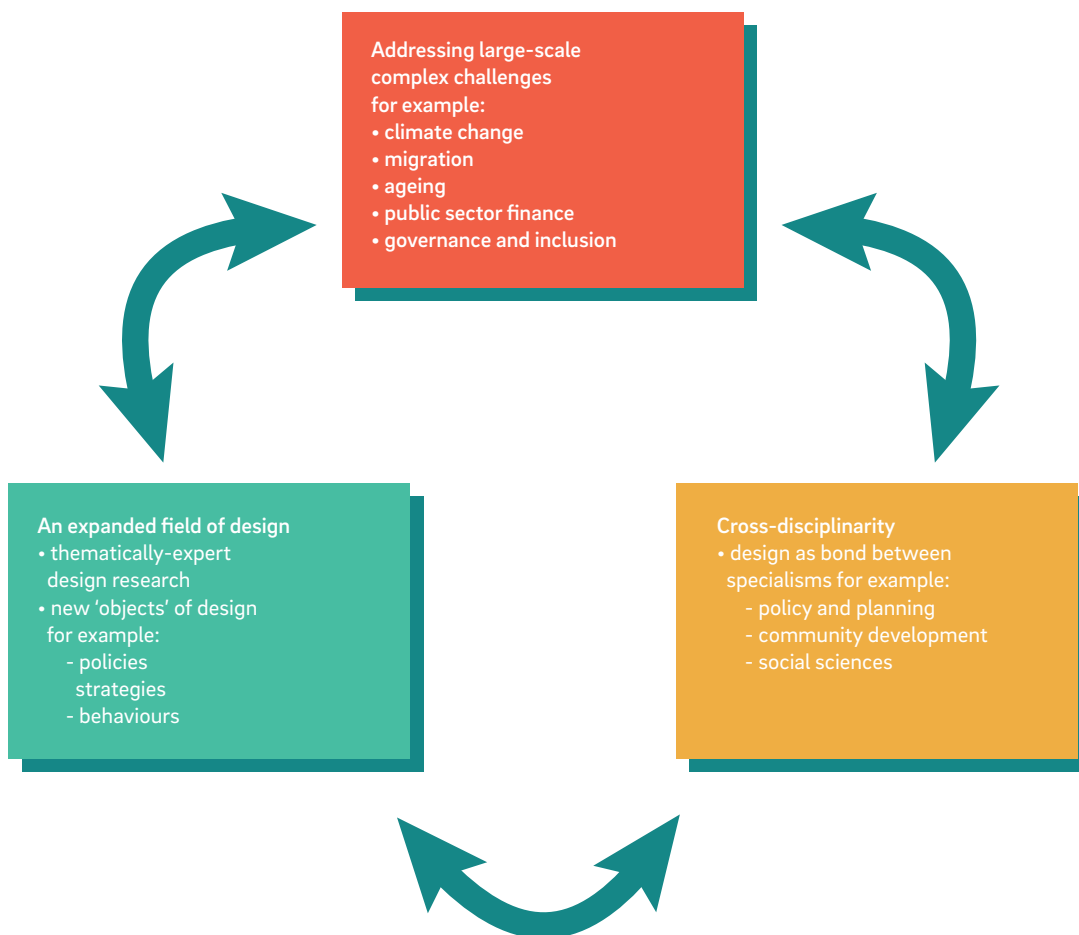 Addressing large-scale
complex challenges
for example:
• climate change
• migration
• ageing
• public sector finance
• governance and inclusion
An expanded field of design
• thematically-expert
design research
• new ‘objects’ of design
for example:
- policies
strategies
- behaviours
Cross-disciplinarity
• design as bond between
specialisms for example:
- policy and planning
- community development
- social sciences